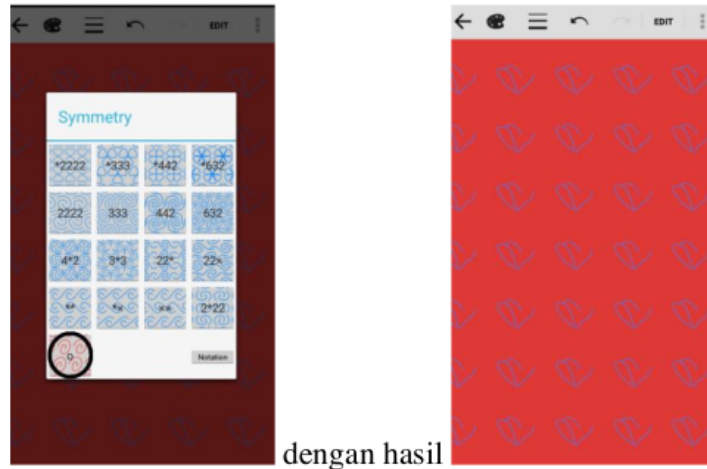 EDIT
Symmetry
*2222 *333 *442 *632
2222 333 442 632
4*2 3*3 22* 22×
** *× ×× 2*22
o
Notation
dengan hasil
EDIT